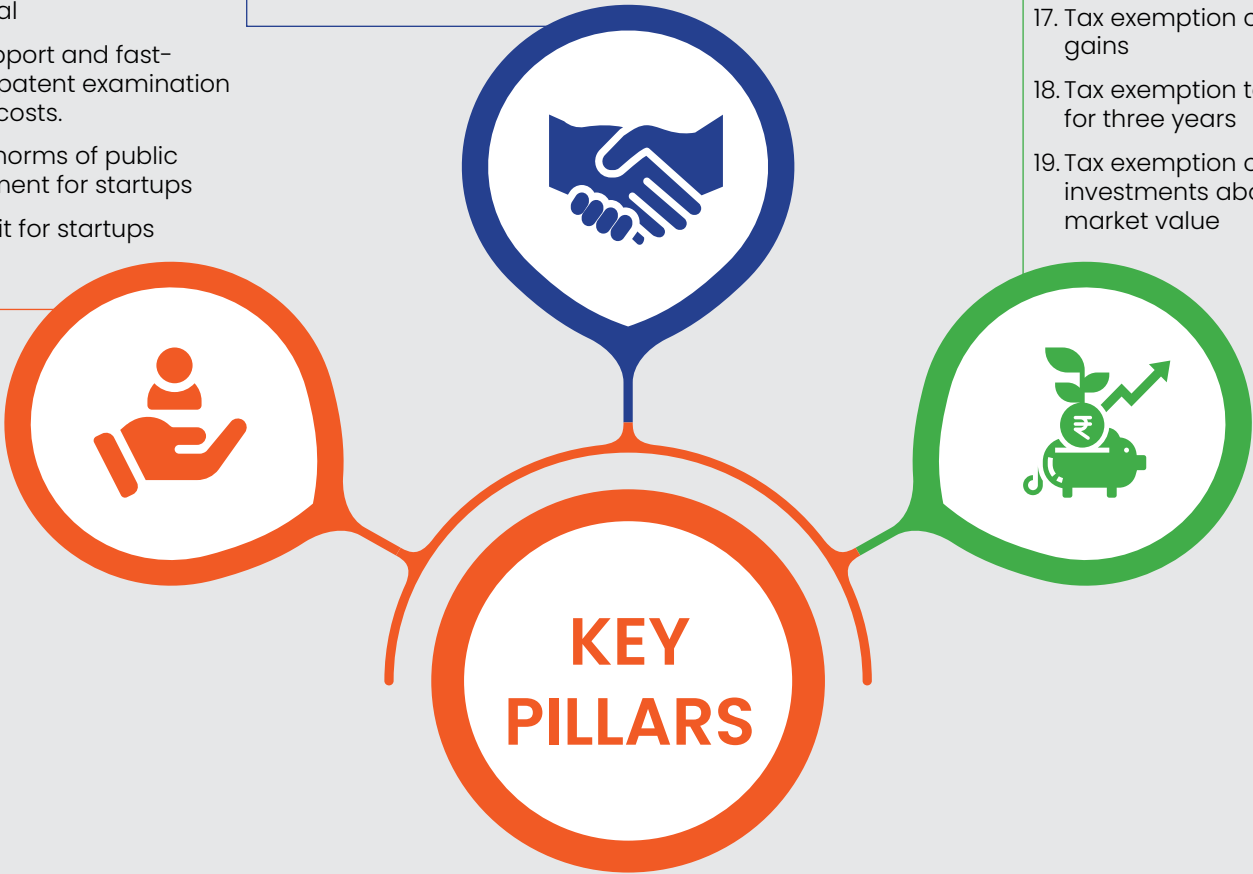 al
pport and fast-
patent examination
costs.
norms of public
ment for startups
it for startups
17. Tax exemption o
gains
18. Tax exemption t
for three years
19. Tax exemption o
investments abo
market value
₹
KEY
PILLARS